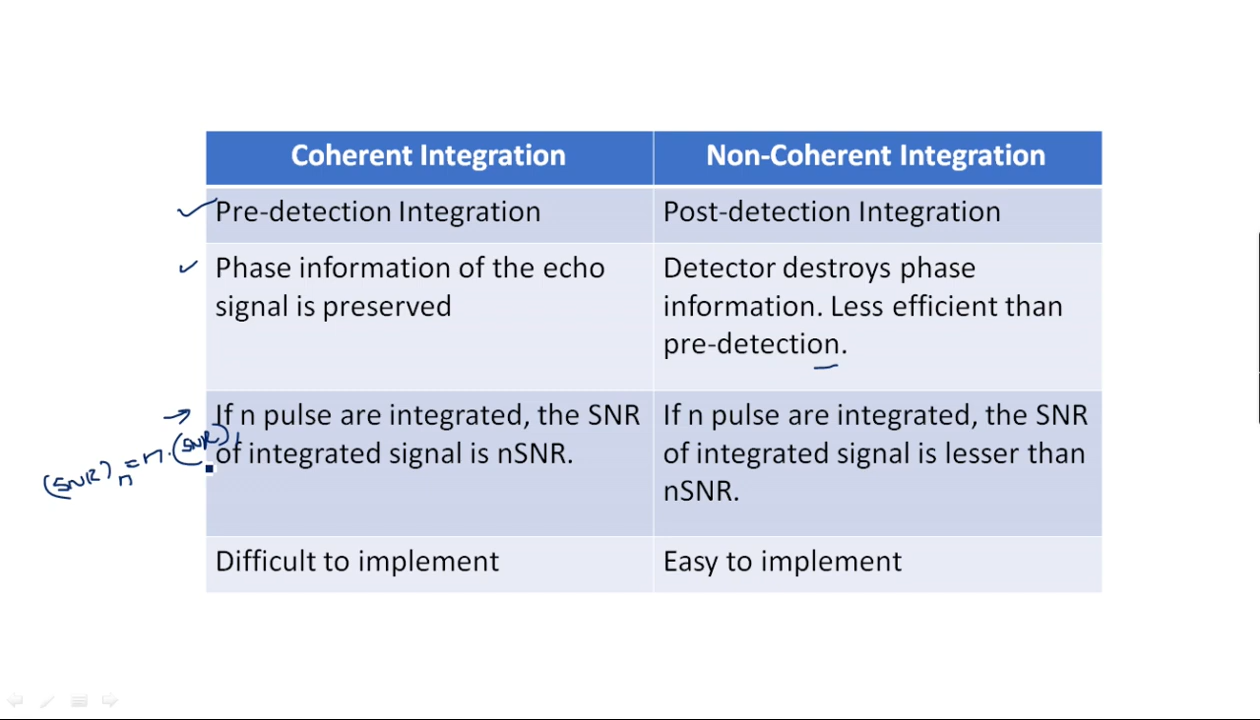 Coherent Integration
Non-Coherent Integration
Pre-detection Integration
Post-detection Integration
Phase information of the echo
signal is preserved
Detector destroys phase
information. Less efficient than
pre-detection.
If n pulse are integrated, the SNR
of integrated signal is nSNR.
(SNR)n = n.(SNR)1
If n pulse are integrated, the SNR
of integrated signal is lesser than
nSNR.
Difficult to implement
Easy to implement